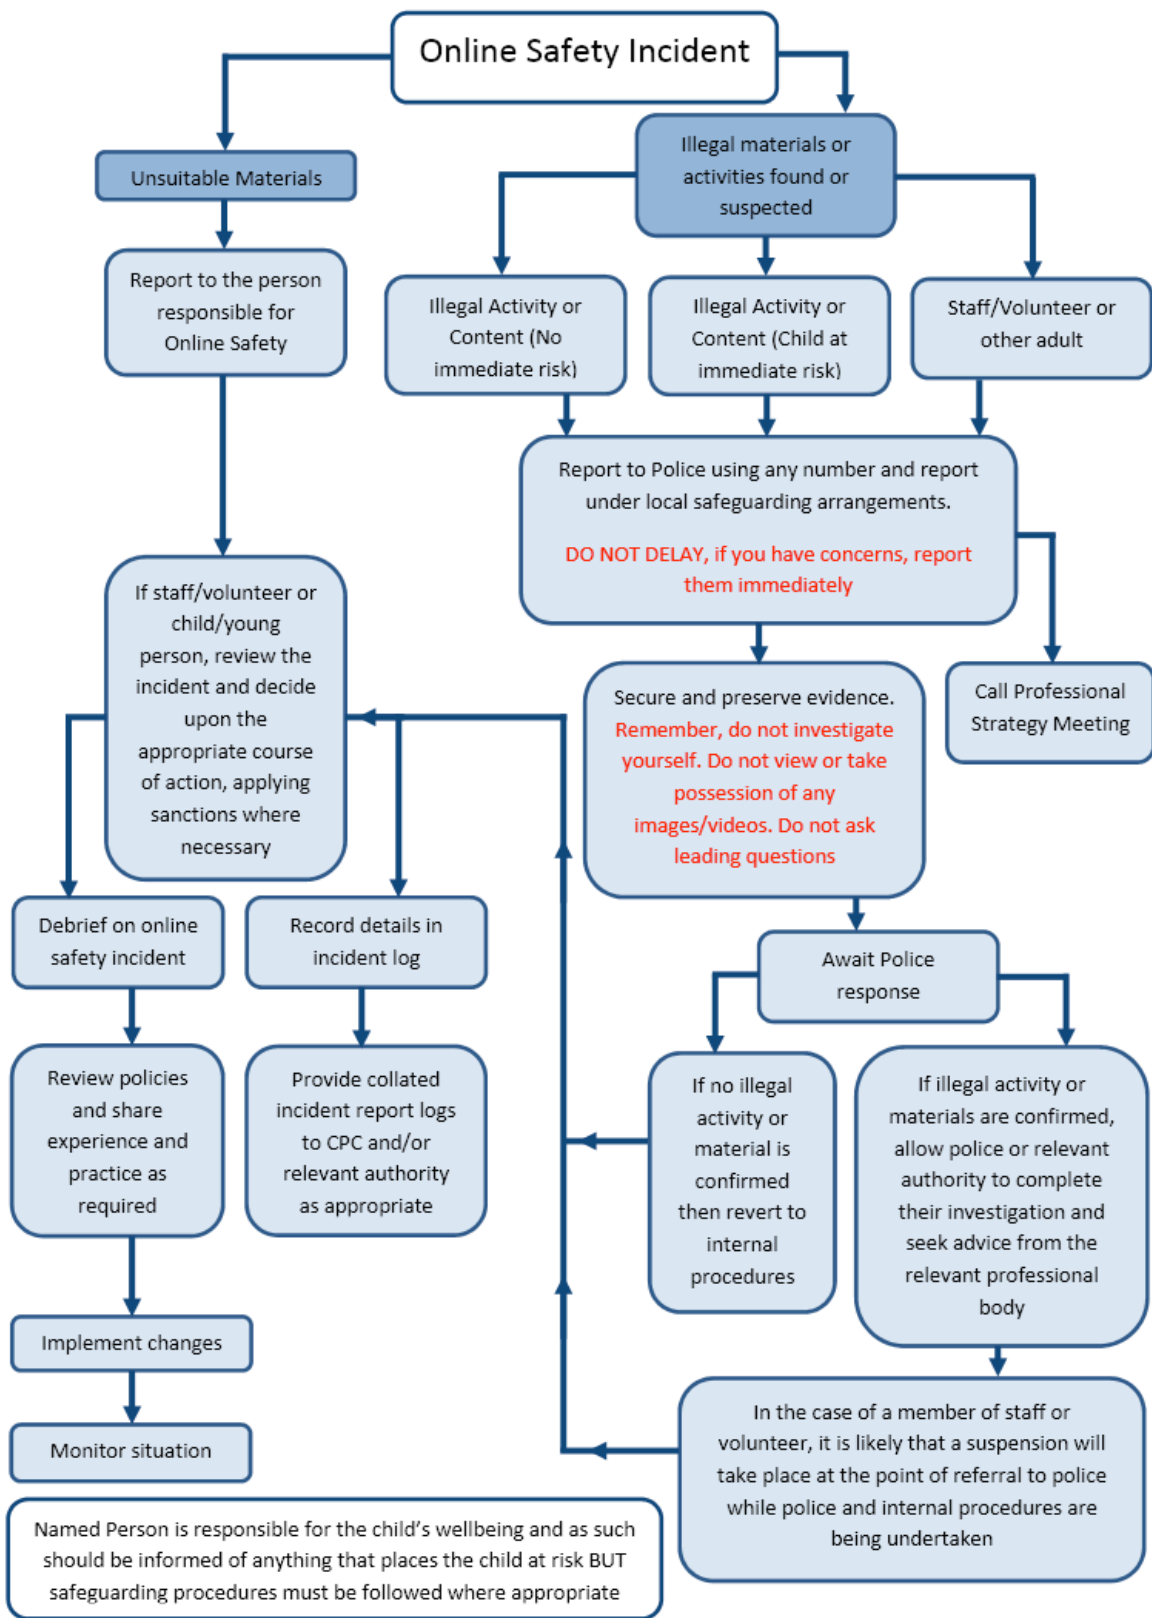 Online Safety Incident
Unsuitable Materials
Illegal materials or
activities found or
suspected
Report to the person
responsible for
Online Safety
Illegal Activity or
Content (No
immediate risk)
Illegal Activity or
Content (Child at
immediate risk)
Staff/Volunteer or
other adult
Report to Police using any number and report
under local safeguarding arrangements.
DO NOT DELAY, if you have concerns, report
them immediately
If staff/volunteer or
child/young
person, review the
incident and decide
upon the
appropriate course
of action, applying
sanctions where
necessary
Secure and preserve evidence.
Remember, do not investigate
yourself. Do not view or take
possession of any
images/videos. Do not ask
leading questions
Call Professional
Strategy Meeting
Debrief on online
safety incident
Record details in
incident log
Await Police
response
Review policies
and share
experience and
practice as
required
Provide collated
incident report logs
to CPC and/or
relevant authority
as appropriate
If no illegal
activity or
material is
confirmed
then revert to
internal
procedures
If illegal activity or
materials are confirmed,
allow police or relevant
authority to complete
their investigation and
seek advice from the
relevant professional
body
Implement changes
Monitor situation
In the case of a member of staff or
volunteer, it is likely that a suspension will
take place at the point of referral to police
while police and internal procedures are
being undertaken
Named Person is responsible for the child's wellbeing and as such
should be informed of anything that places the child at risk BUT
safeguarding procedures must be followed where appropriate